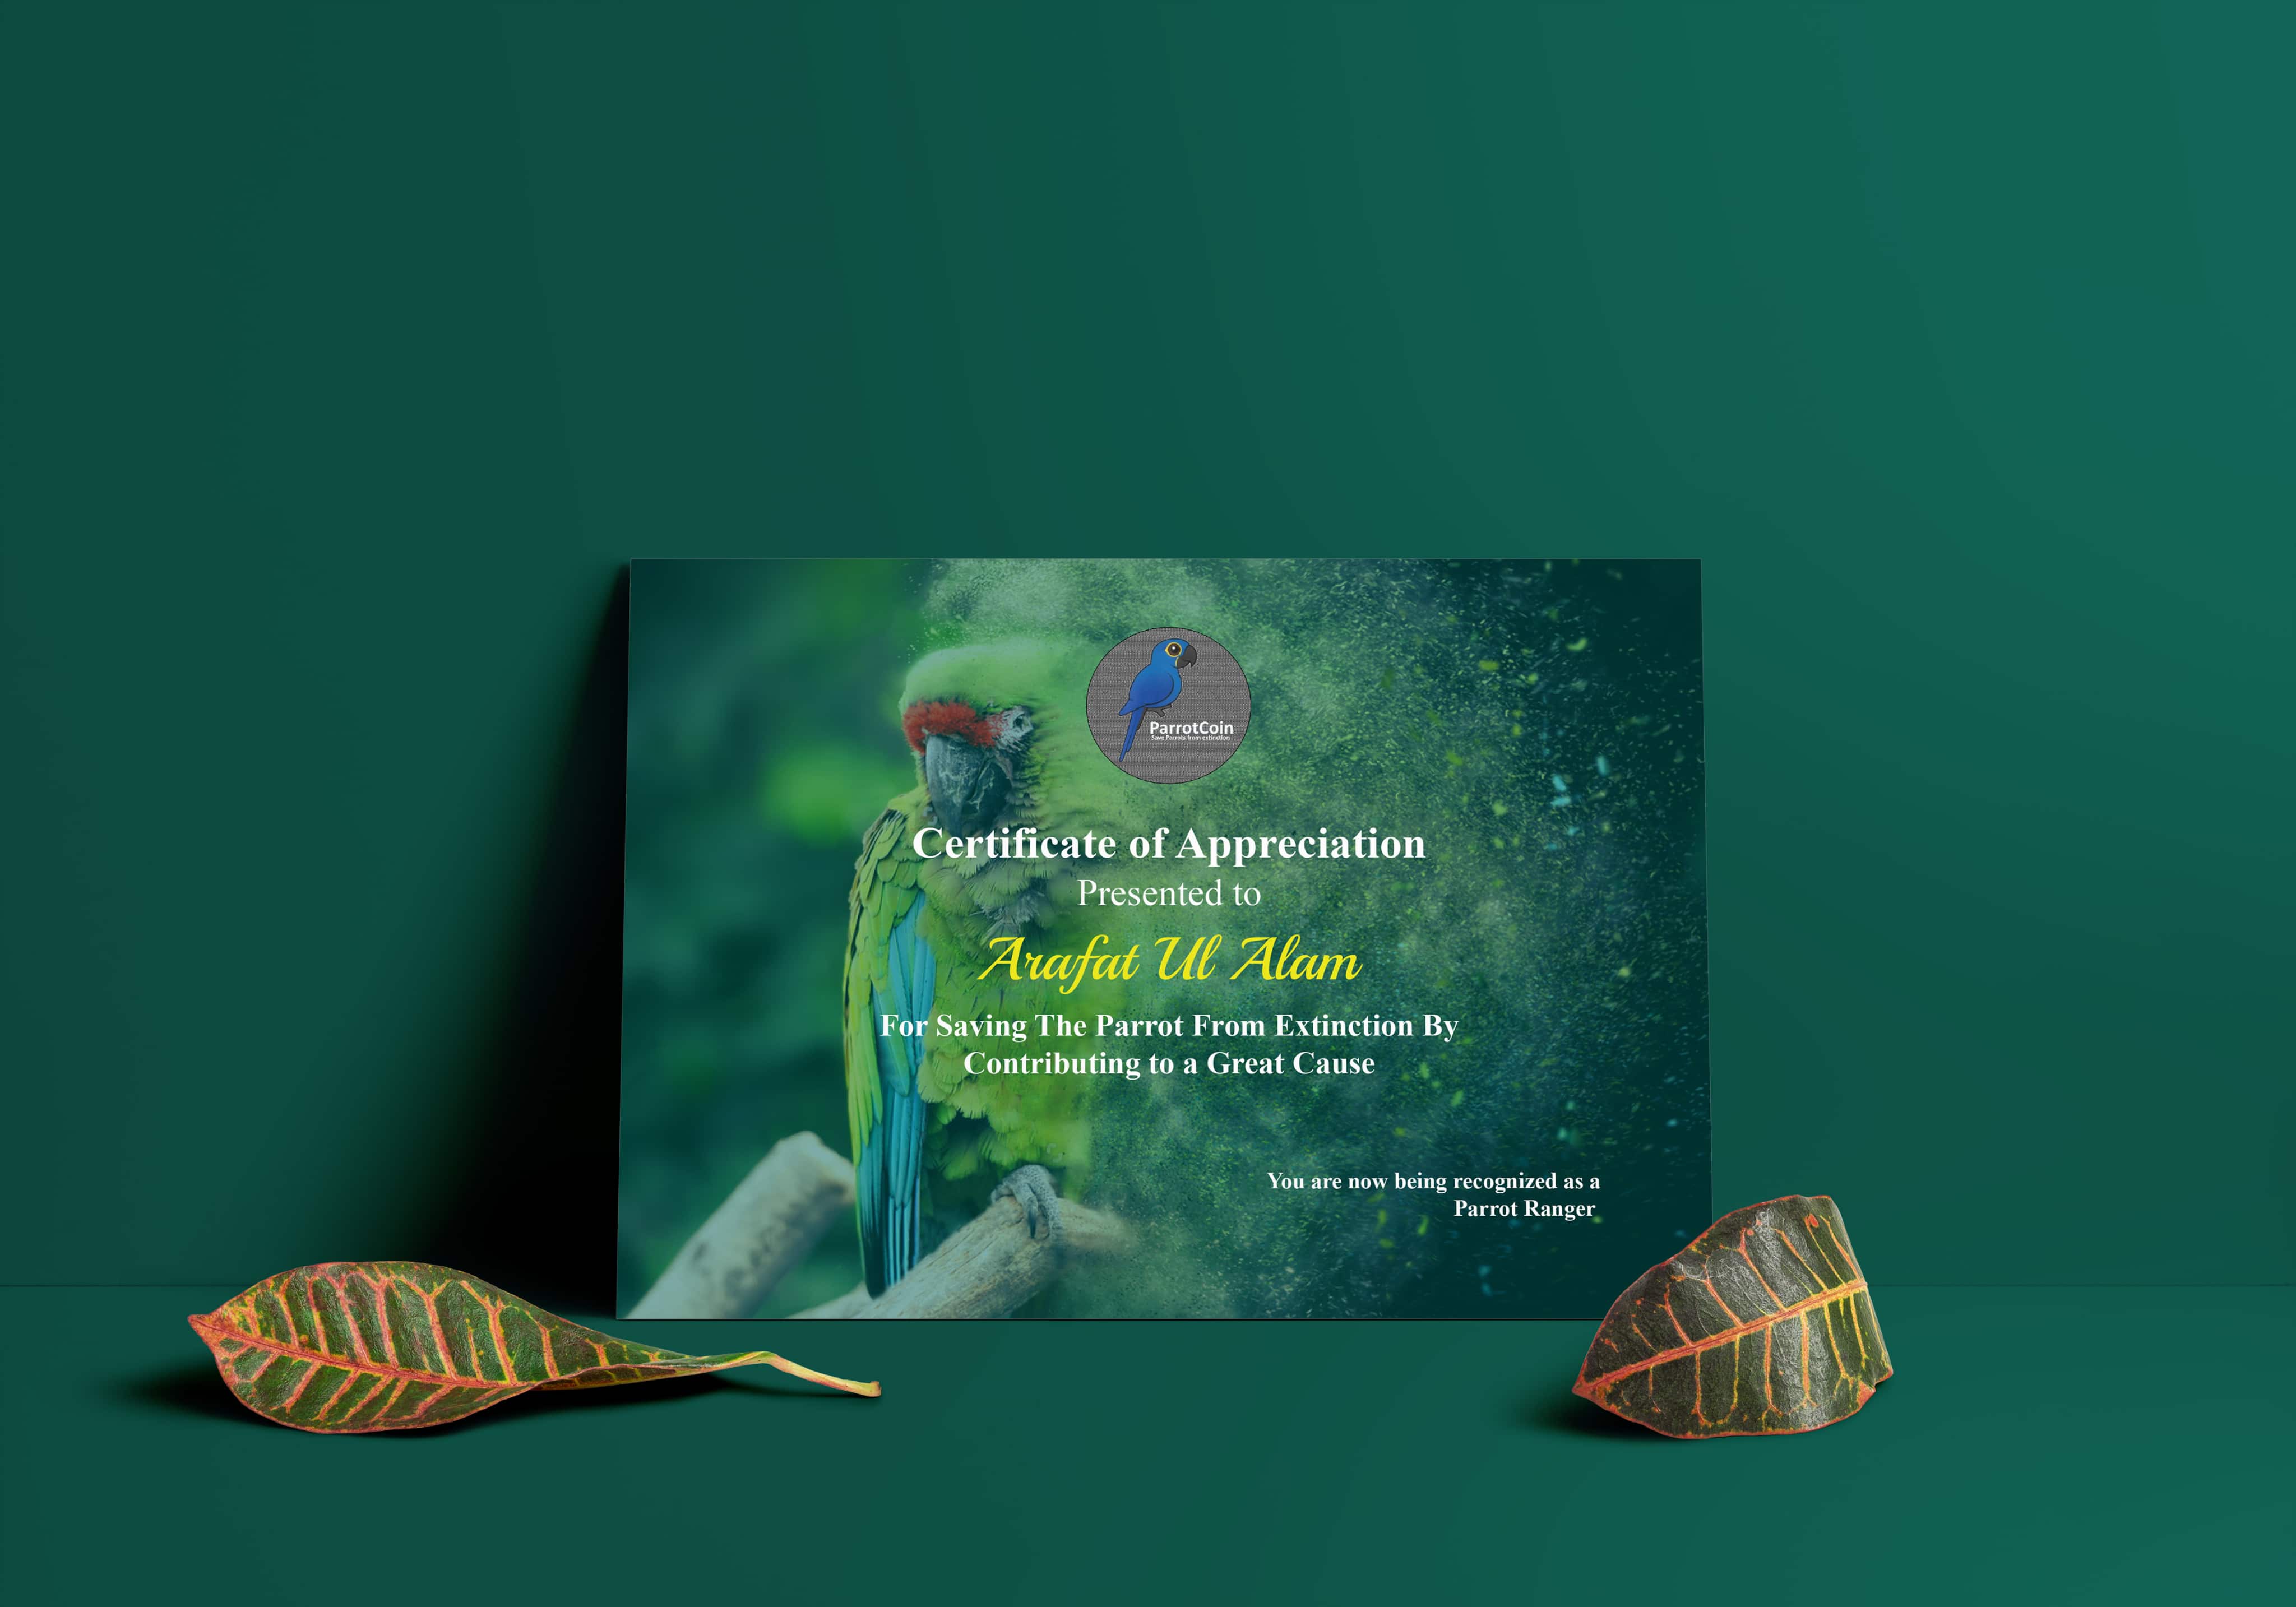 ParrotCoin
Save Parrots from extinction
Certificate of Appreciation
Presented to
Arafat Ul Alam
For Saving The Parrot From Extinction By
Contributing to a Great Cause
You are now being recognized as a
Parrot Ranger